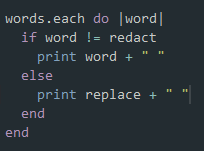 words.each do |word|
  if word != redact
    print word + " "
  else
    print replace + " "
  end
end